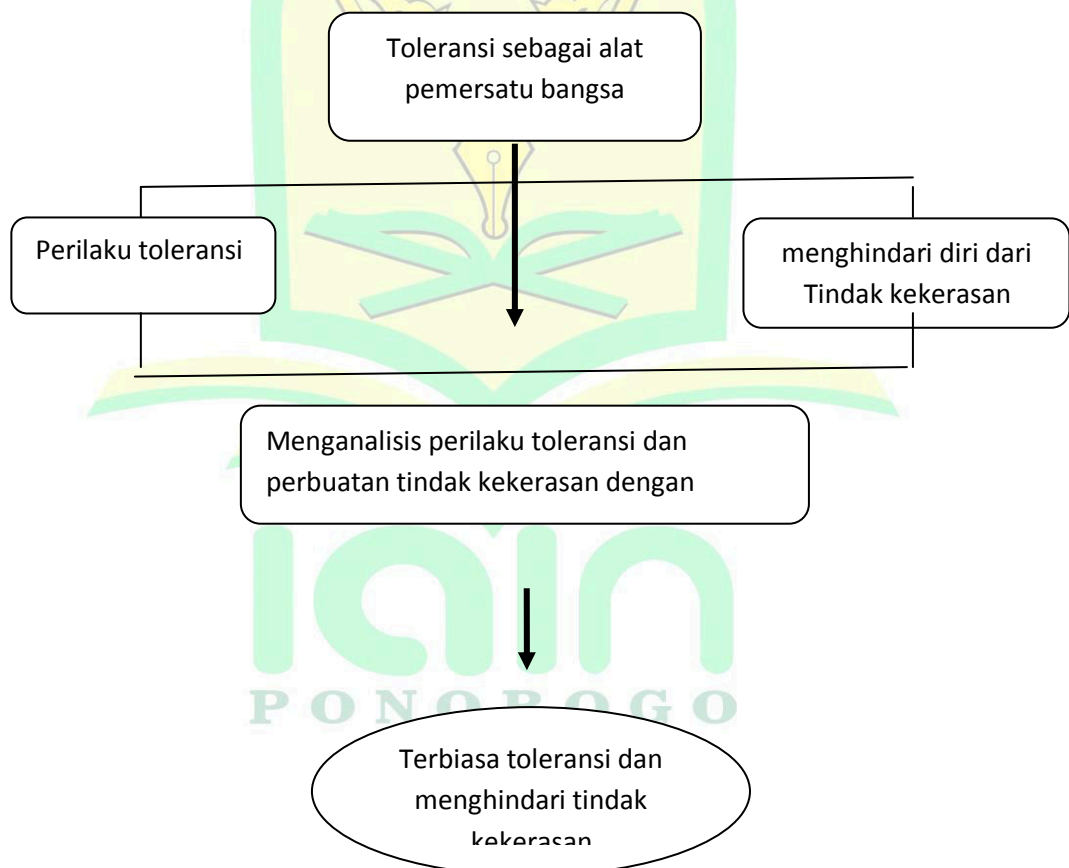 Toleransi sebagai alat
pemersatu bangsa
Perilaku toleransi
menghindari diri dari
Tindak kekerasan
Menganalisis perilaku toleransi dan
perbuatan tindak kekerasan dengan
iain
PONOROGO
Terbiasa toleransi dan
menghindari tindak
kekerasan